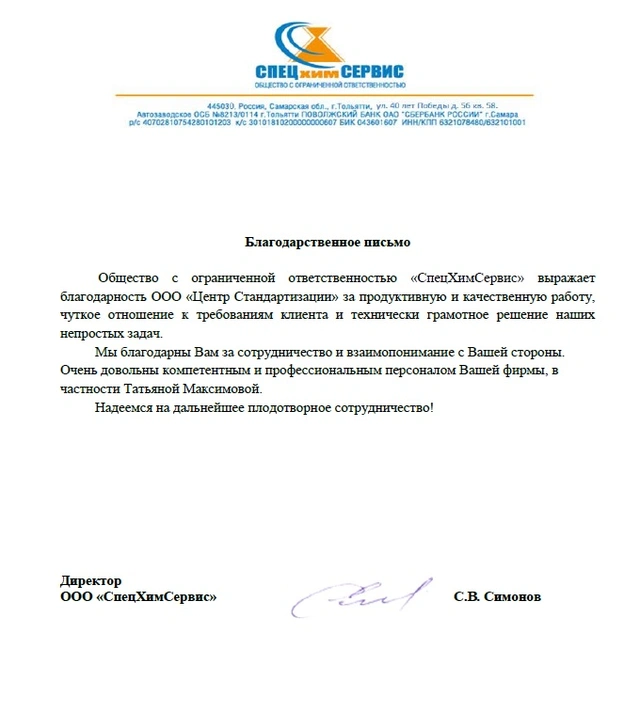 СПЕЦхимСЕРВИС
ОБЩЕСТВО С ОГРАНИЧЕННОЙ ОТВЕТСТВЕННОСТЬЮ
445030, Россия, Самарская обл., г.Тольятти, ул. 40 лет Победы д. 56 кв. 58.
Автозаводское ОСБ №8213/0114 г.Тольятти ПОВОЛЖСКИЙ БАНК ОАО "СБЕРБАНК РОССИИ" г.Самара
р/с 40702810754280101203 к/с 30101810200000000607 БИК 043601607 ИНН/КПП 6321078480/632101001
Благодарственное письмо
Общество с ограниченной ответственностью «СпецХимСервис» выражает
благодарность ООО «Центр Стандартизации» за продуктивную и качественную работу,
чуткое отношение к требованиям клиента и технически грамотное решение наших
непростых задач.
Мы благодарны Вам за сотрудничество и взаимопонимание с Вашей стороны.
Очень довольны компетентным и профессиональным персоналом Вашей фирмы, в
частности Татьяной Максимовой.
Надеемся на дальнейшее плодотворное сотрудничество!
Директор
ООО «СпецХимСервис»
С.В. Симонов